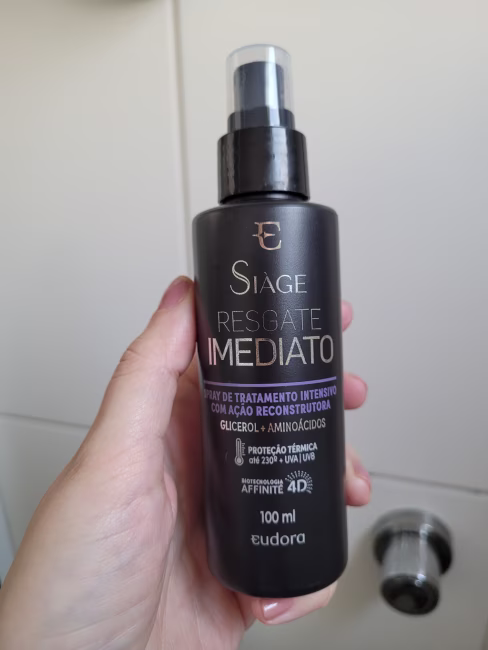 E
SIÀGE
RESGATE
IMEDIATO
SPRAY DE TRATAMENTO INTENSIVO
COM AÇÃO RECONSTRUTORA
GLICEROL + AMINOÁCIDOS
PROTEÇÃO TÉRMICA
até 230º + UVA | UVB
BIOTECNOLOGIA
AFFINITÉ 4D
100 ml
eudora